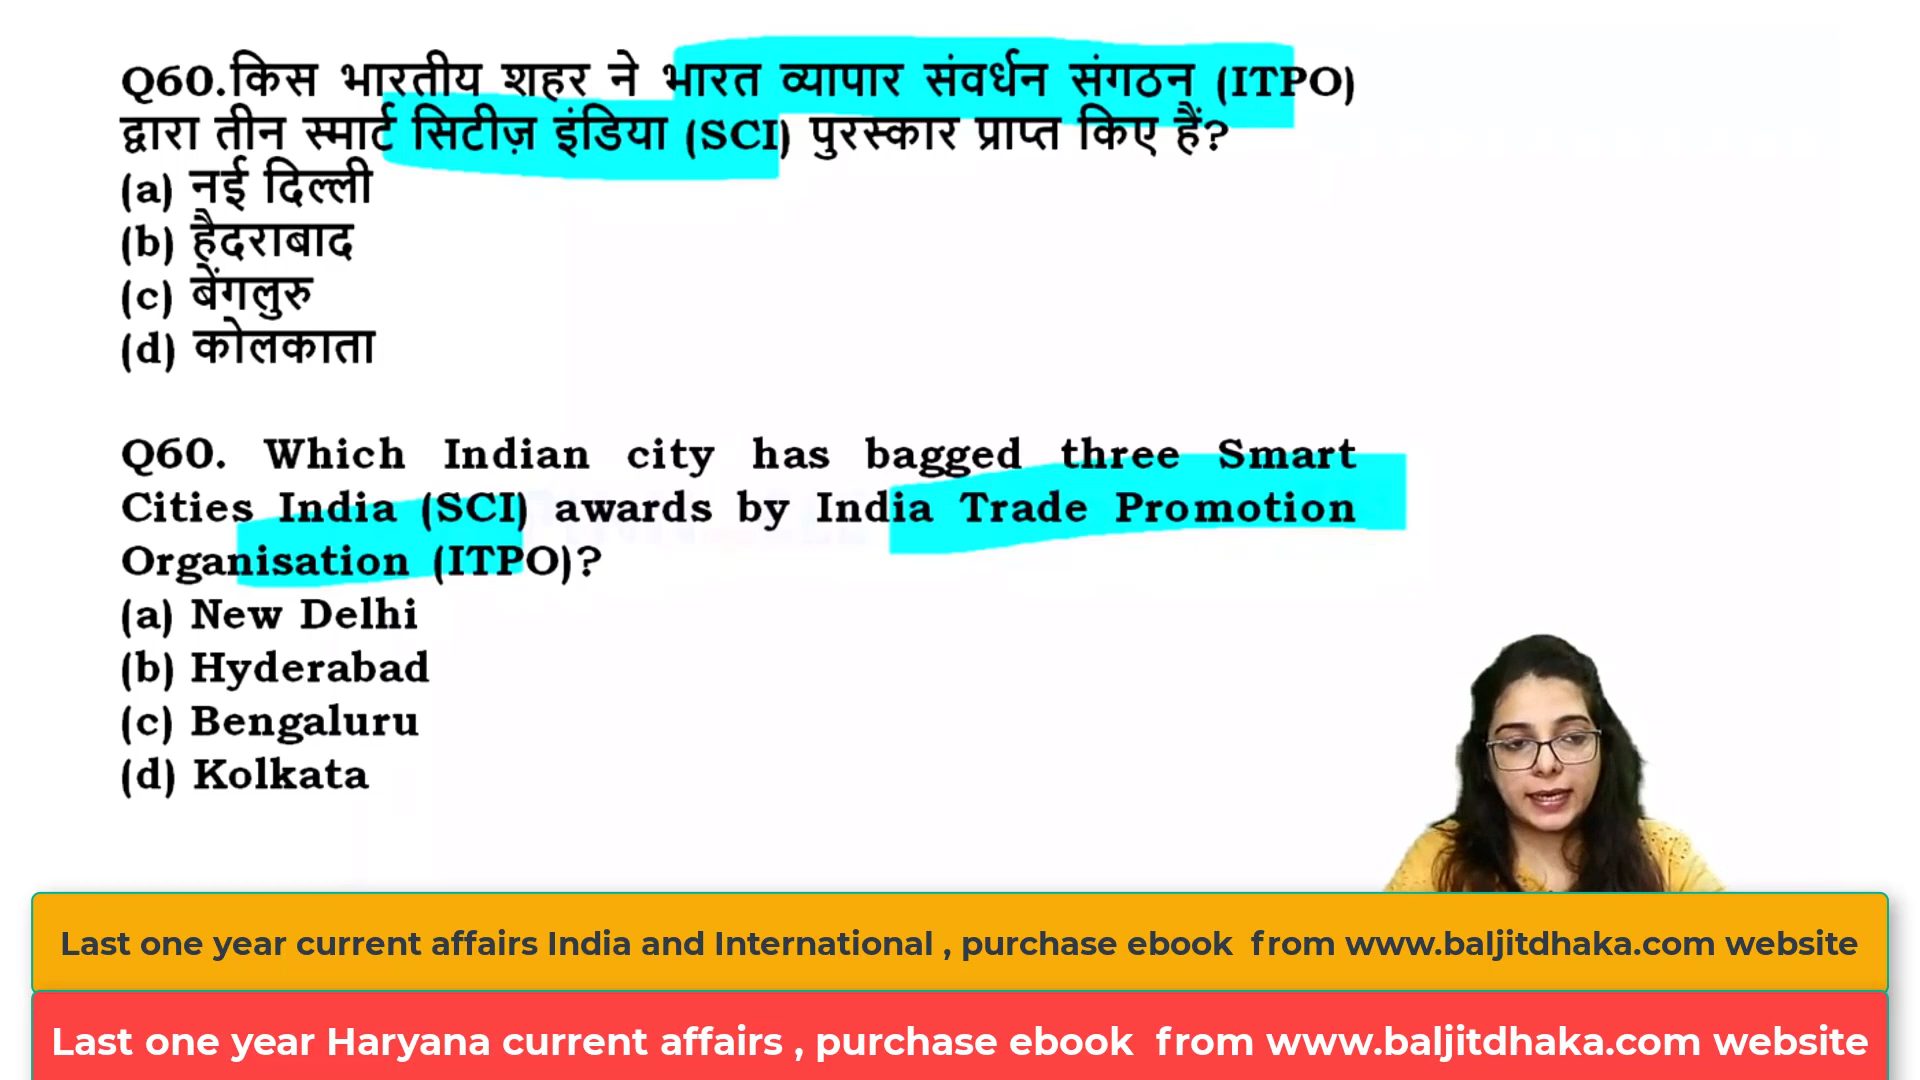 Q60.किस भारतीय शहर ने भारत व्यापार संवर्धन संगठन (ITPO)
द्वारा तीन स्मार्ट सिटीज़ इंडिया (SCI) पुरस्कार प्राप्त किए हैं?
(a) नई दिल्ली
(b) हैदराबाद
(c) बेंगलुरु
(d) कोलकाता
Q60. Which Indian city has bagged three Smart
Cities India (SCI) awards by India Trade Promotion
Organisation (ITPO)?
(a) New Delhi
(b) Hyderabad
(c) Bengaluru
(d) Kolkata
Last one year current affairs India and International , purchase ebook from www.baljitdhaka.com website
Last one year Haryana current affairs , purchase ebook from www.baljitdhaka.com website